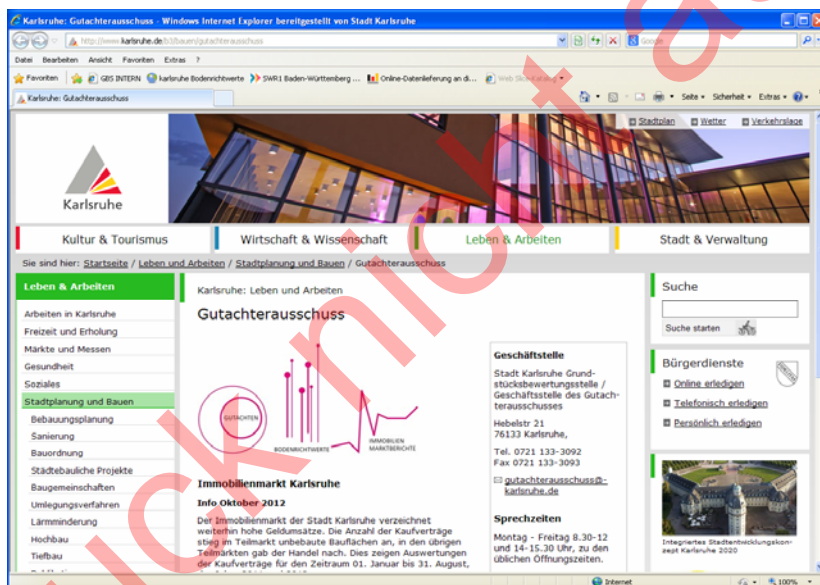 Karlsruhe: Gutachterausschuss - Windows Internet Explorer bereitgestellt von Stadt Karlsruhe
http://www.karlsruhe.de/b3/bauen/gutachterausschuss
Google
Datei Bearbeiten Ansicht Favoriten Extras ?
Favoriten GBS INTERN karlsruhe Bodenrichtwerte SWR1 Baden-Württemberg ... Online-Datenlieferung an di... Web Slice-Katalog
Karlsruhe: Gutachterausschuss
Seite Sicherheit Extras
Stadtplan Wetter Verkehrslage
Karlsruhe
Kultur & Tourismus
Wirtschaft & Wissenschaft
Leben & Arbeiten
Stadt & Verwaltung
Sie sind hier: Startseite / Leben und Arbeiten / Stadtplanung und Bauen / Gutachterausschuss
Leben & Arbeiten
Arbeiten in Karlsruhe
Freizeit und Erholung
Märkte und Messen
Gesundheit
Soziales
Stadtplanung und Bauen
Bebauungsplanung
Sanierung
Bauordnung
Städtebauliche Projekte
Baugemeinschaften
Umlegungsverfahren
Lärmminderung
Hochbau
Tiefbau
Karlsruhe: Leben und Arbeiten
Gutachterausschuss
GUTACHTEN
BODENRICHTWERTE
IMMOBILIEN
MARKTBERICHTE
Immobilienmarkt Karlsruhe
Info Oktober 2012
Der Immobilienmarkt der Stadt Karlsruhe verzeichnet
weiterhin hohe Geldumsätze. Die Anzahl der Kaufverträge
stieg im Teilmarkt unbebaute Bauflächen an, in den übrigen
Teilmärkten gab der Handel nach. Dies zeigen Auswertungen
der Kaufverträge für den Zeitraum 01. Januar bis 31. August,
Geschäftstelle
Stadt Karlsruhe Grund-
stücksbewertungsstelle /
Geschäftsstelle des Gutach-
terausschusses
Hebelstr 21
76133 Karlsruhe,
Tel. 0721 133-3092
Fax 0721 133-3093
gutachterausschuss@-
karlsruhe.de
Sprechzeiten
Montag - Freitag 8.30-12
und 14-15.30 Uhr, zu den
üblichen Öffnungszeiten.
Suche
Suche starten
Bürgerdienste
Online erledigen
Telefonisch erledigen
Persönlich erledigen
Integriertes Stadtentwicklungskon-
zept Karlsruhe 2020
Internet
100%